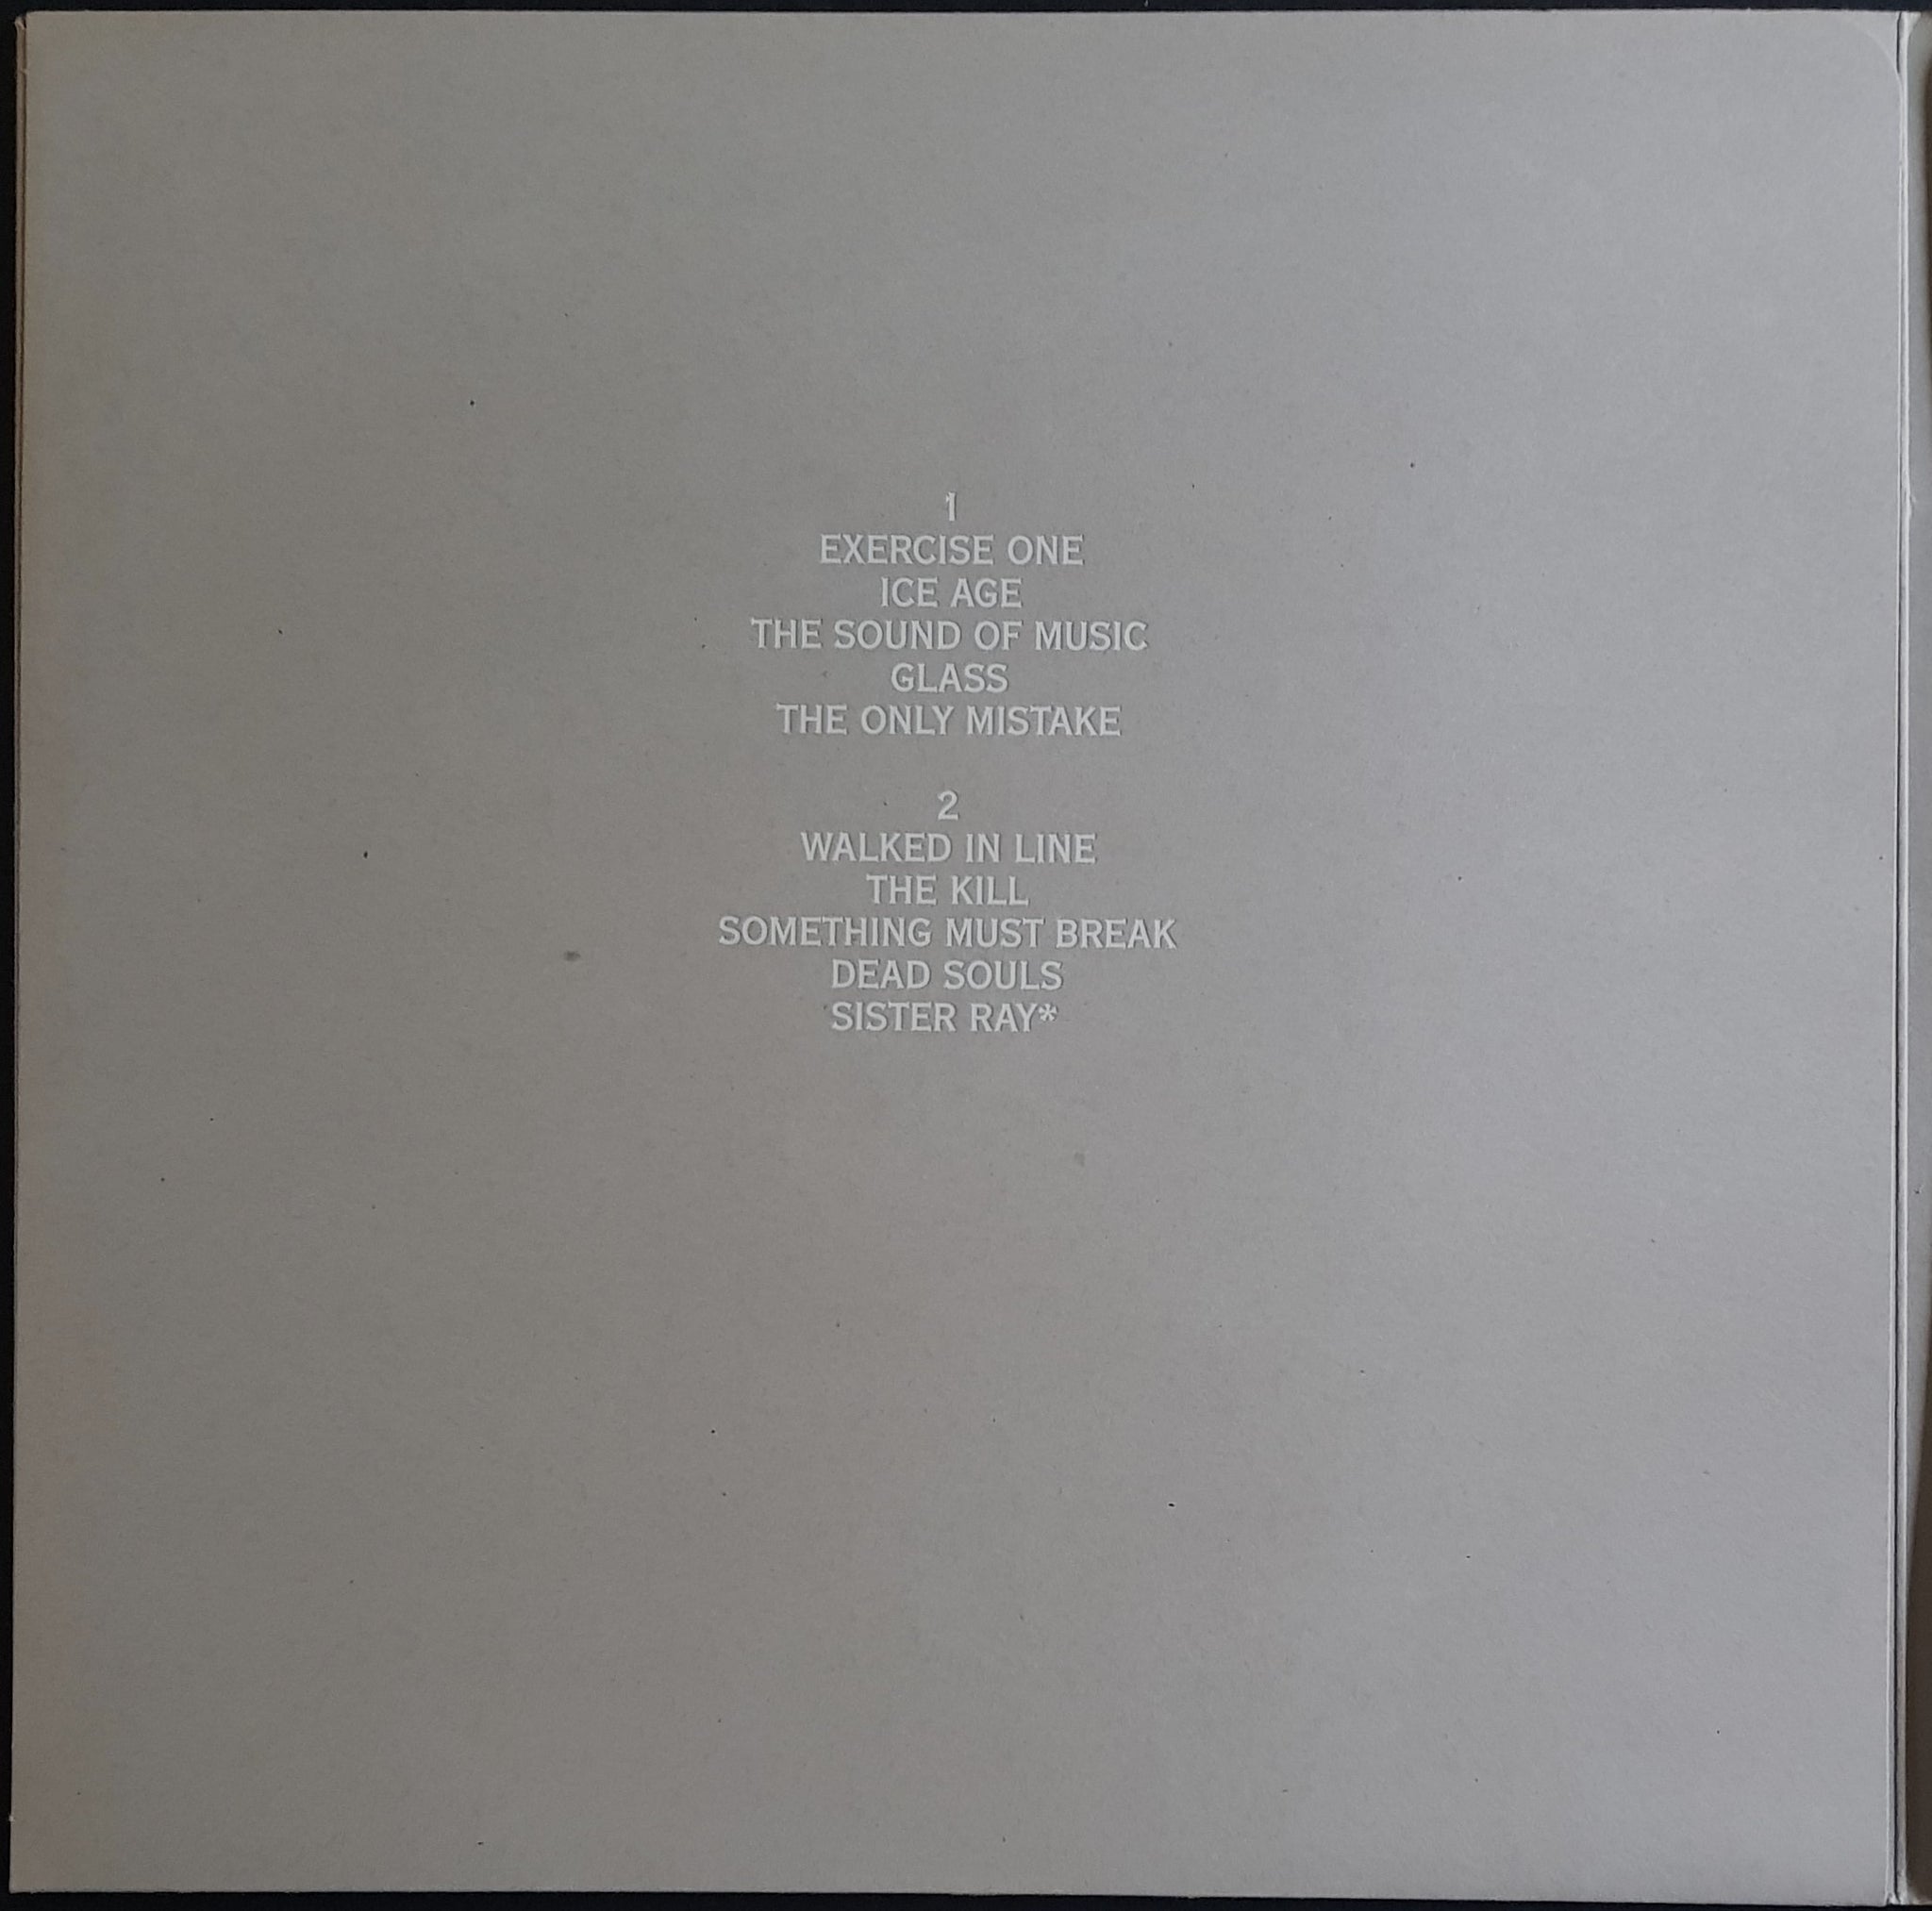 1
EXERCISE ONE
ICE AGE
THE SOUND OF MUSIC
GLASS
THE ONLY MISTAKE
2
WALKED IN LINE
THE KILL
SOMETHING MUST BREAK
DEAD SOULS
SISTER RAY*